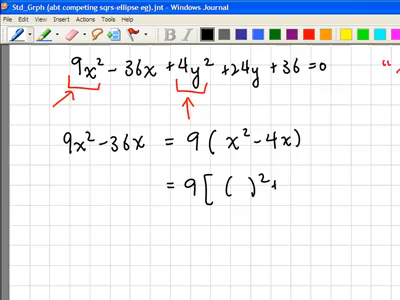 Std_Grph (abt competing sqrs-ellipse eg).jnt - Windows Journal
File Edit View Insert Actions Tools Help
9x² - 36x + 4y² + 24y + 36 = 0 "
9x² - 36x = 9 ( x² - 4x )
= 9 [ ( )² +